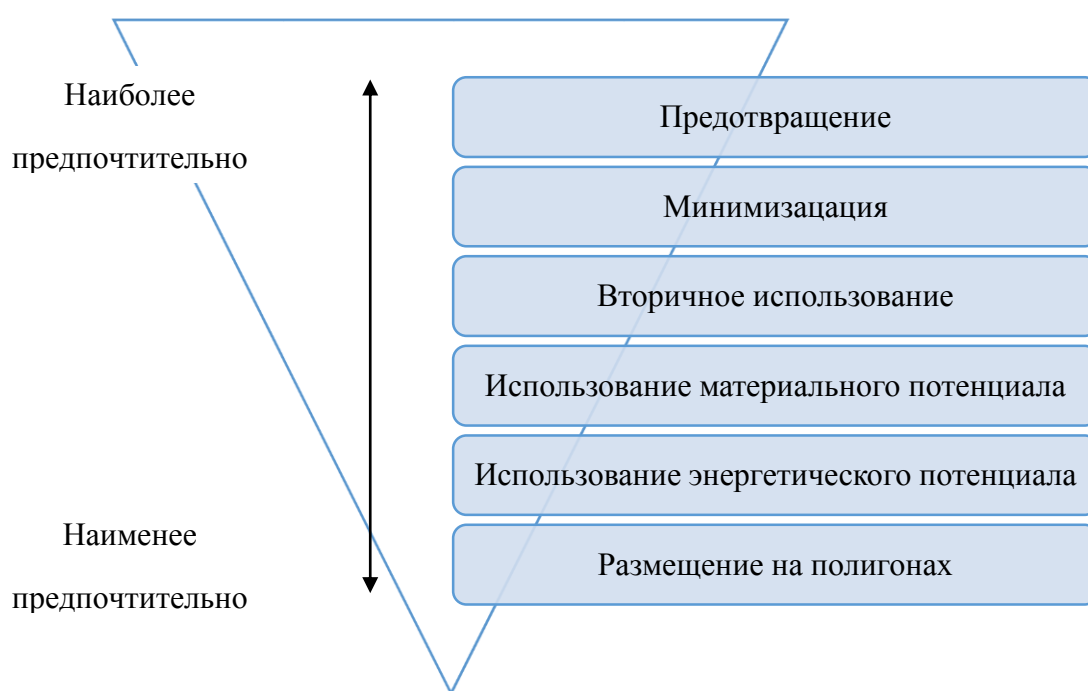 Наиболее
предпочтительно
Предотвращение
Минимизацация
Вторичное использование
Использование материального потенциала
Использование энергетического потенциала
Размещение на полигонах
Наименее
предпочтительно